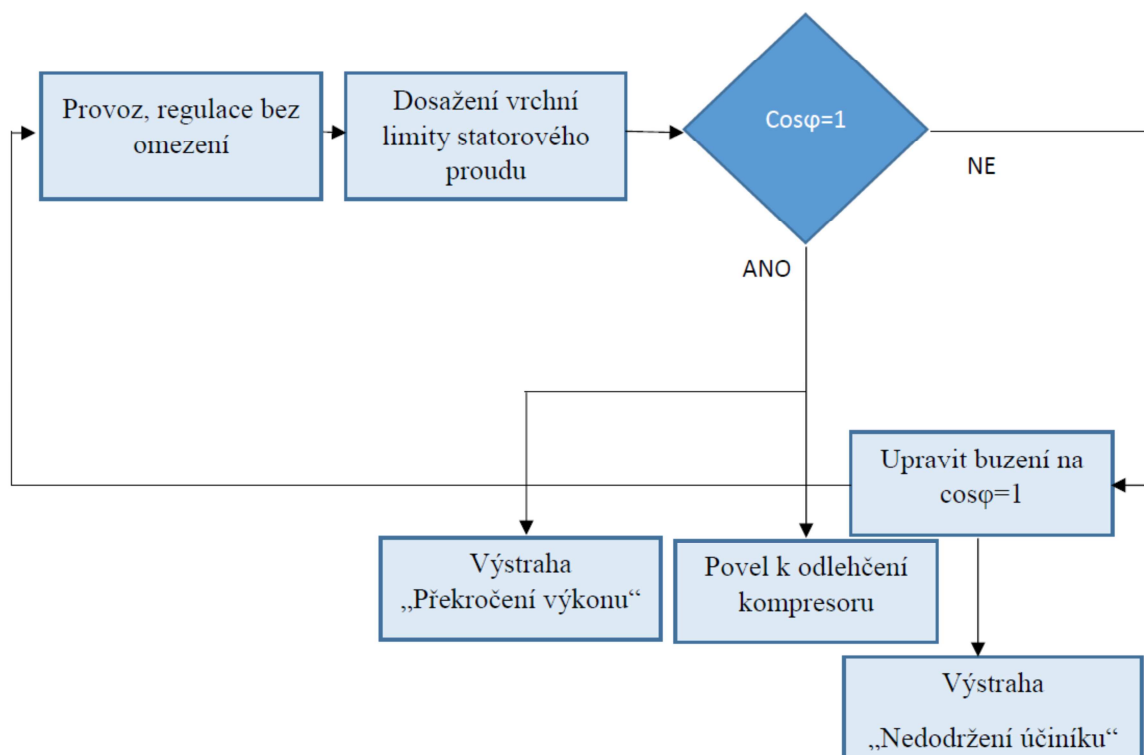 Provoz, regulace bez
omezení
Dosažení vrchní
limity statorového
proudu
Cosφ=1
NE
ANO
Upravit buzení na
cosφ=1
Výstraha
„Překročení výkonu“
Povel k odlehčení
kompresoru
Výstraha
„Nedodržení účiníku“